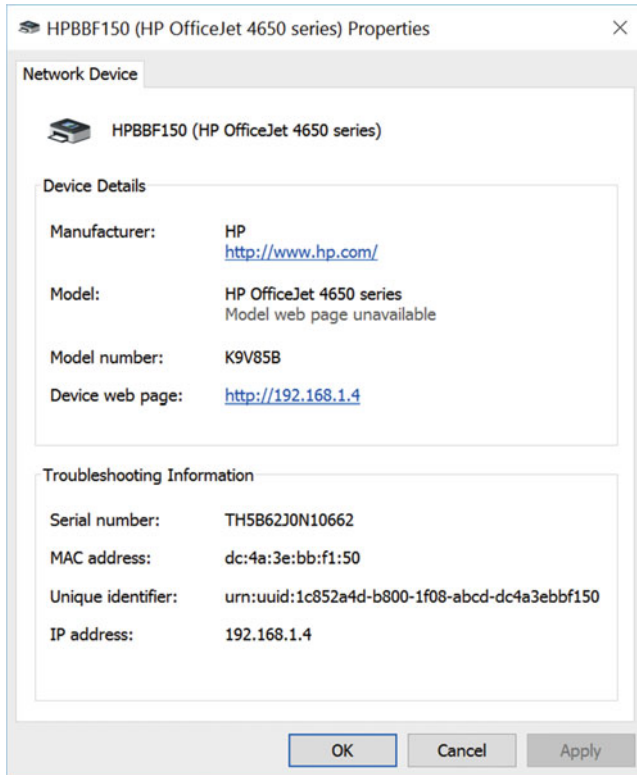 HPBBF150 (HP OfficeJet 4650 series) Properties
Network Device
HPBBF150 (HP OfficeJet 4650 series)
Device Details
Manufacturer: HP
http://www.hp.com/
Model: HP OfficeJet 4650 series
Model web page unavailable
Model number: K9V85B
Device web page: http://192.168.1.4
Troubleshooting Information
Serial number: TH5B62J0N10662
MAC address: dc:4a:3e:bb:f1:50
Unique identifier: urn:uuid:1c852a4d-b800-1f08-abcd-dc4a3ebbf150
IP address: 192.168.1.4
OK Cancel Apply